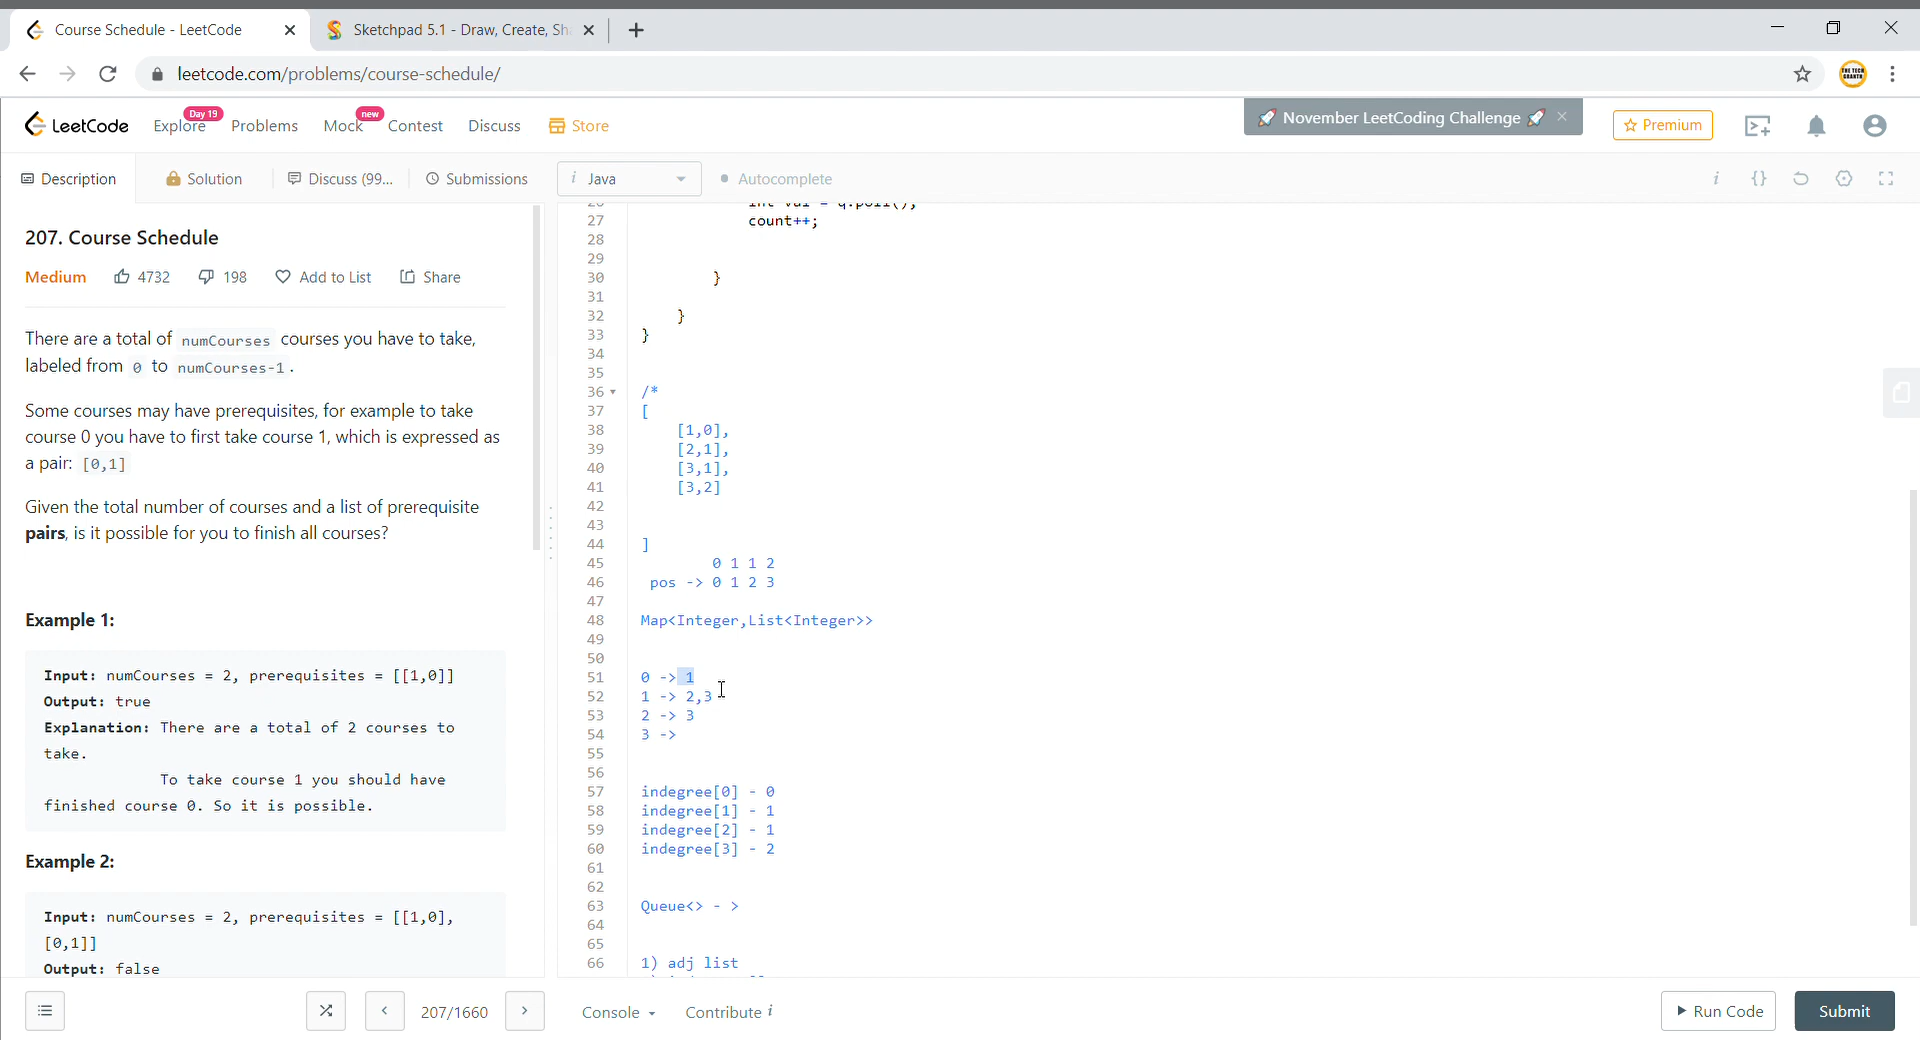 Course Schedule - LeetCode
Sketchpad 5.1 - Draw, Create, Sh
leetcode.com/problems/course-schedule/
THE TECH GRANTH
LeetCode
Explore
Day 19
Problems
Mock
new
Contest
Discuss
Store
November LeetCoding Challenge
Premium
Description
Solution
Discuss (99...
Submissions
i Java
Autocomplete
207. Course Schedule
Medium
4732
198
Add to List
Share
There are a total of numCourses courses you have to take,
labeled from 0 to numCourses-1.
Some courses may have prerequisites, for example to take
course 0 you have to first take course 1, which is expressed as
a pair: [0,1]
Given the total number of courses and a list of prerequisite
pairs, is it possible for you to finish all courses?
Example 1:
Input: numCourses = 2, prerequisites = [[1,0]]
Output: true
Explanation: There are a total of 2 courses to
take.
To take course 1 you should have
finished course 0. So it is possible.
Example 2:
Input: numCourses = 2, prerequisites = [[1,0],
[0,1]]
Output: false
26 int val = q.poll();
27 count++;
28
29
30 }
31
32 }
33 }
34
35
36 /*
37 [
38 [1,0],
39 [2,1],
40 [3,1],
41 [3,2]
42
43
44 ]
45 0 1 1 2
46 pos -> 0 1 2 3
47
48 Map<Integer,List<Integer>>
49
50
51 0 -> 1
52 1 -> 2,3
53 2 -> 3
54 3 ->
55
56
57 indegree[0] - 0
58 indegree[1] - 1
59 indegree[2] - 1
60 indegree[3] - 2
61
62
63 Queue<> - >
64
65
66 1) adj list
207/1660
Console
Contribute i
Run Code
Submit